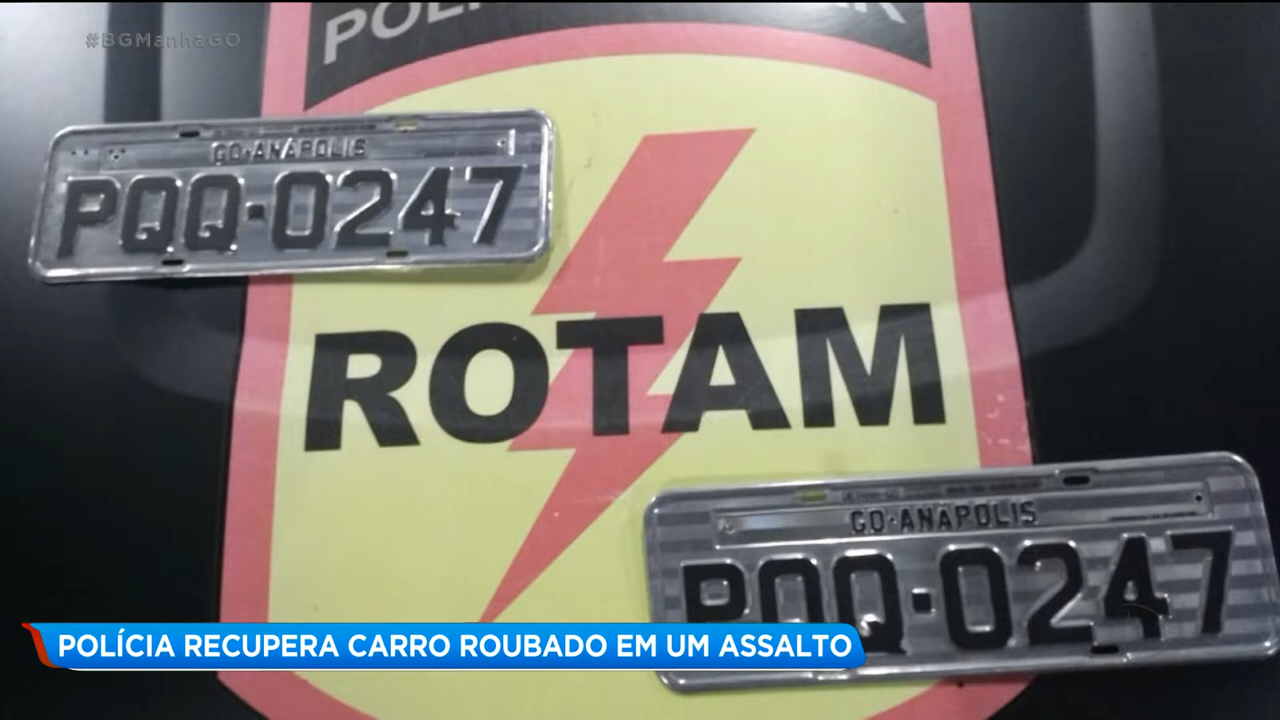 #BGManhaGO
GO·ANAPOLIS
PQQ·0247
ROTAM
GO·ANAPOLIS
PQQ·0247
POLÍCIA RECUPERA CARRO ROUBADO EM UM ASSALTO